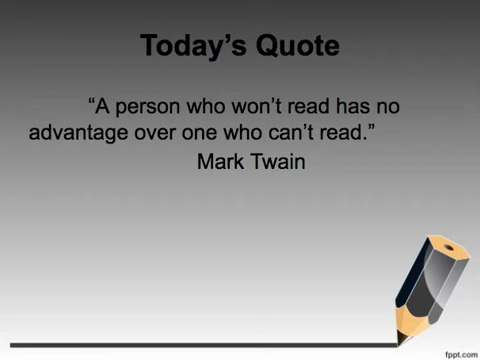 Today’s Quote
“A person who won’t read has no
advantage over one who can’t read.”
Mark Twain
fppt.com